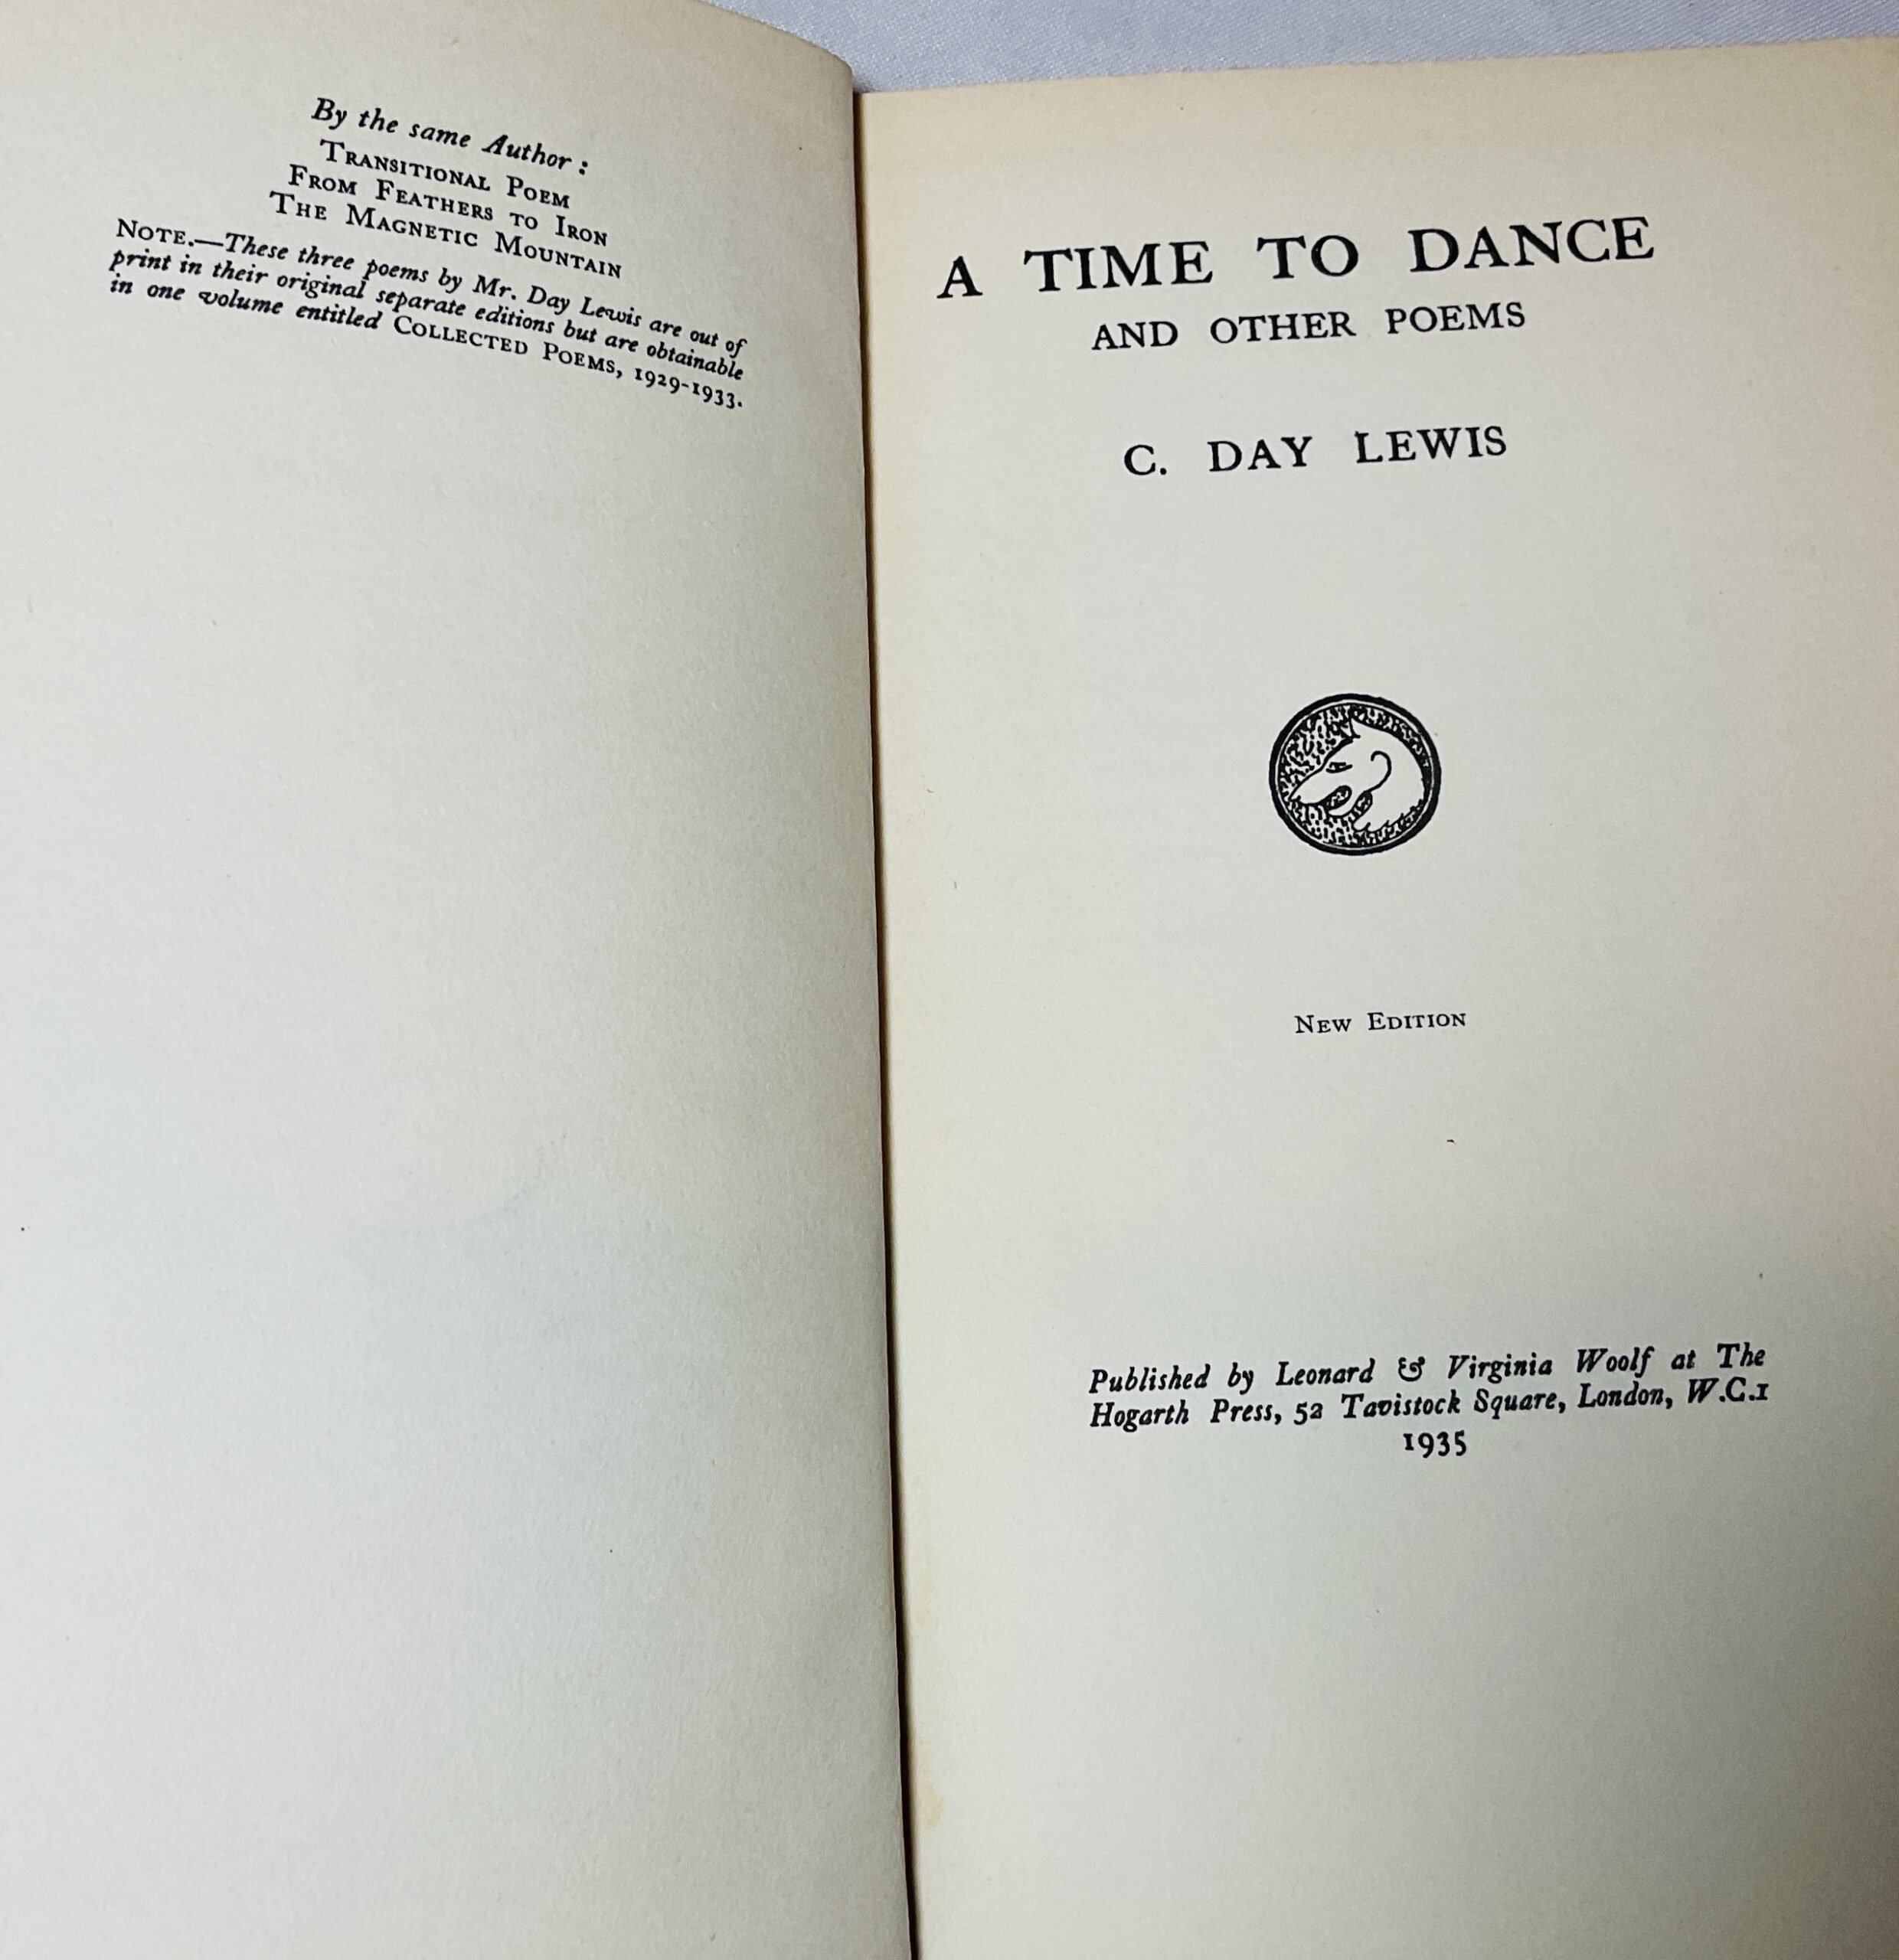 By the same Author :
TRANSITIONAL POEM
FROM FEATHERS TO IRON
THE MAGNETIC MOUNTAIN
NOTE.—These three poems by Mr. Day Lewis are out of
print in their original separate editions but are obtainable
in one volume entitled COLLECTED POEMS, 1929-1933.
A TIME TO DANCE
AND OTHER POEMS
C. DAY LEWIS
NEW EDITION
Published by Leonard & Virginia Woolf at The
Hogarth Press, 52 Tavistock Square, London, W.C.1
1935